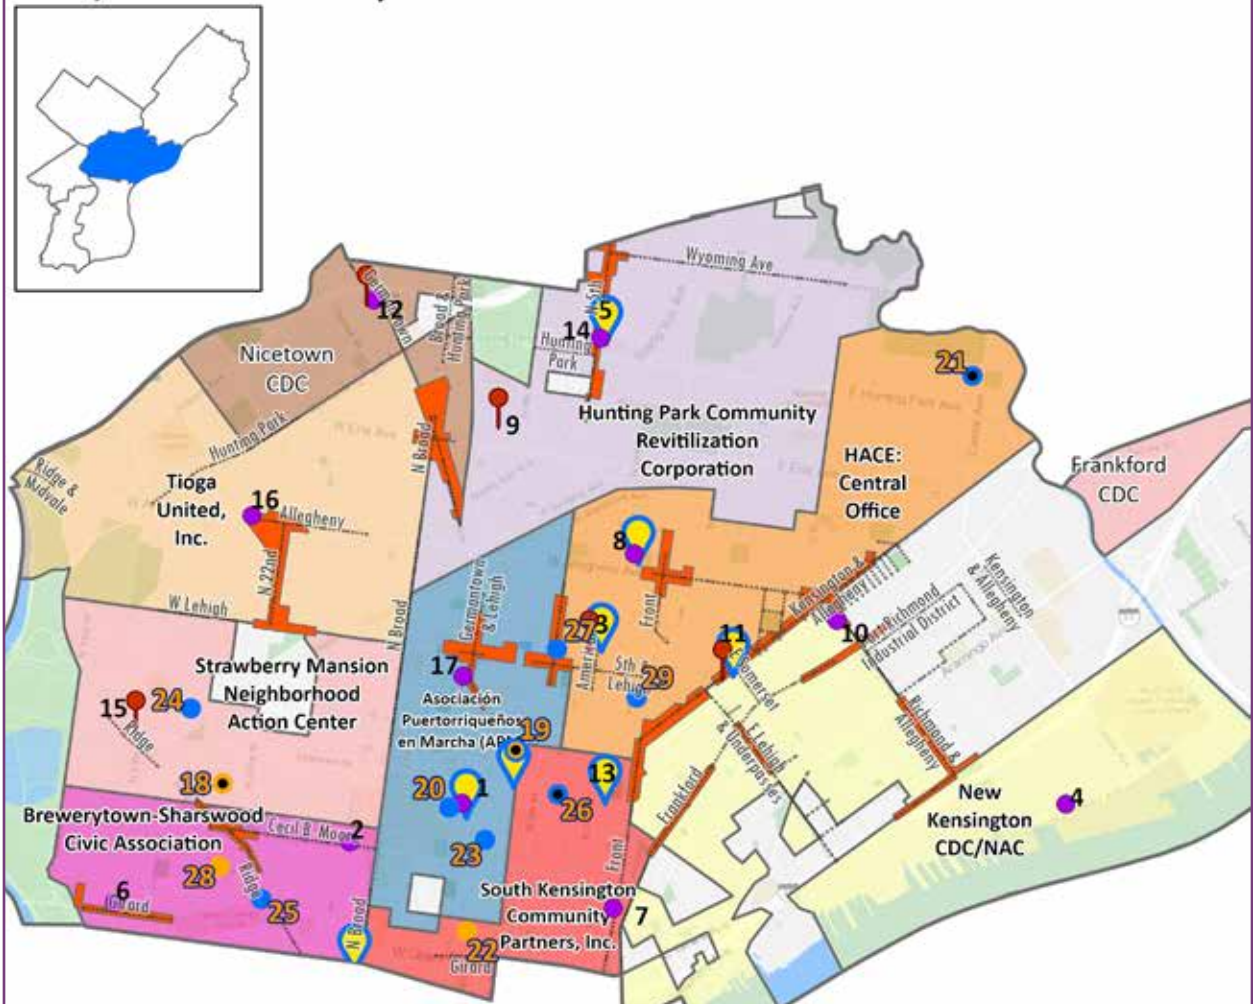 Wyoming Ave
N 5th
5
12
14
Hunting
Park
Broad &
Hunting Park
Nicetown
CDC
21
9
Hunting Park Community
Revitilization
Corporation
Hunting Park
N Broad
HACE:
Central
Office
Frankford
CDC
Ridge &
Midvale
Tioga
United,
Inc.
16
Allegheny
N 22nd
8
Kensington &
Allegheny
Kensington
& Allegheny
Front
W Lehigh
N Broad
Germantown
& Lehigh
27
3
11
10
Industrial District
Strawberry Mansion
Neighborhood
Action Center
17
5th &
Lehigh
29
Somerset
Asociación
Puertorriqueños
en Marcha
15
24
Ridge
19
E Lehigh
& Underpasses
Richmond &
Allegheny
18
20
1
26
13
Frankford
New
Kensington
CDC/NAC
4
Brewerytown-Sharswood
Civic Association
Cecil B. Moore
2
23
Front
28
Ridge
6
Girard
25
South Kensington
Community
Partners, Inc.
7
N Broad
22
Girard